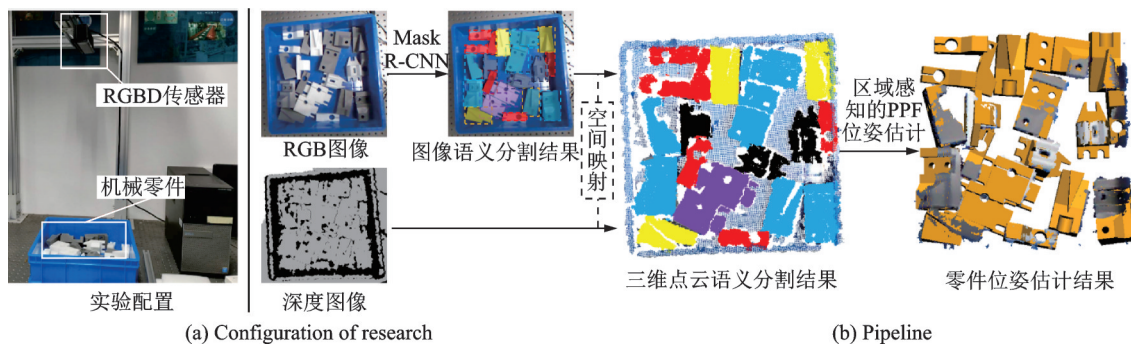 RGBD传感器
机械零件
实验配置
RGB图像
深度图像
Mask
R-CNN
图像语义分割结果
空间映射
三维点云语义分割结果
区域感
知的PPF
位姿估计
零件位姿估计结果
(a) Configuration of research
(b) Pipeline